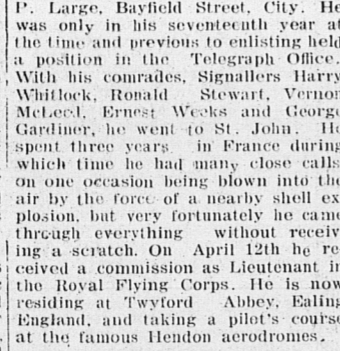 P. Large, Bayfield Street, City. He
was only in his seventeenth year at
the time and previous to enlisting held
a position in the Telegraph Office.
With his comrades, Signallers Harry
Whitlock, Ronald Stewart, Vernon
McLeod, Ernest Weeks and George
Gardiner, he went to St. John. He
spent three years in France during
which time he had many close calls
on one occasion being blown into the
air by the force of a nearby shell ex
plosion, but very fortunately he came
through everything without receiv
ing a scratch. On April 12th he re
ceived a commission as Lieutenant in
the Royal Flying Corps. He is now
residing at Twyford Abbey, Ealing
England, and taking a pilot's course
at the famous Hendon aerodromes.